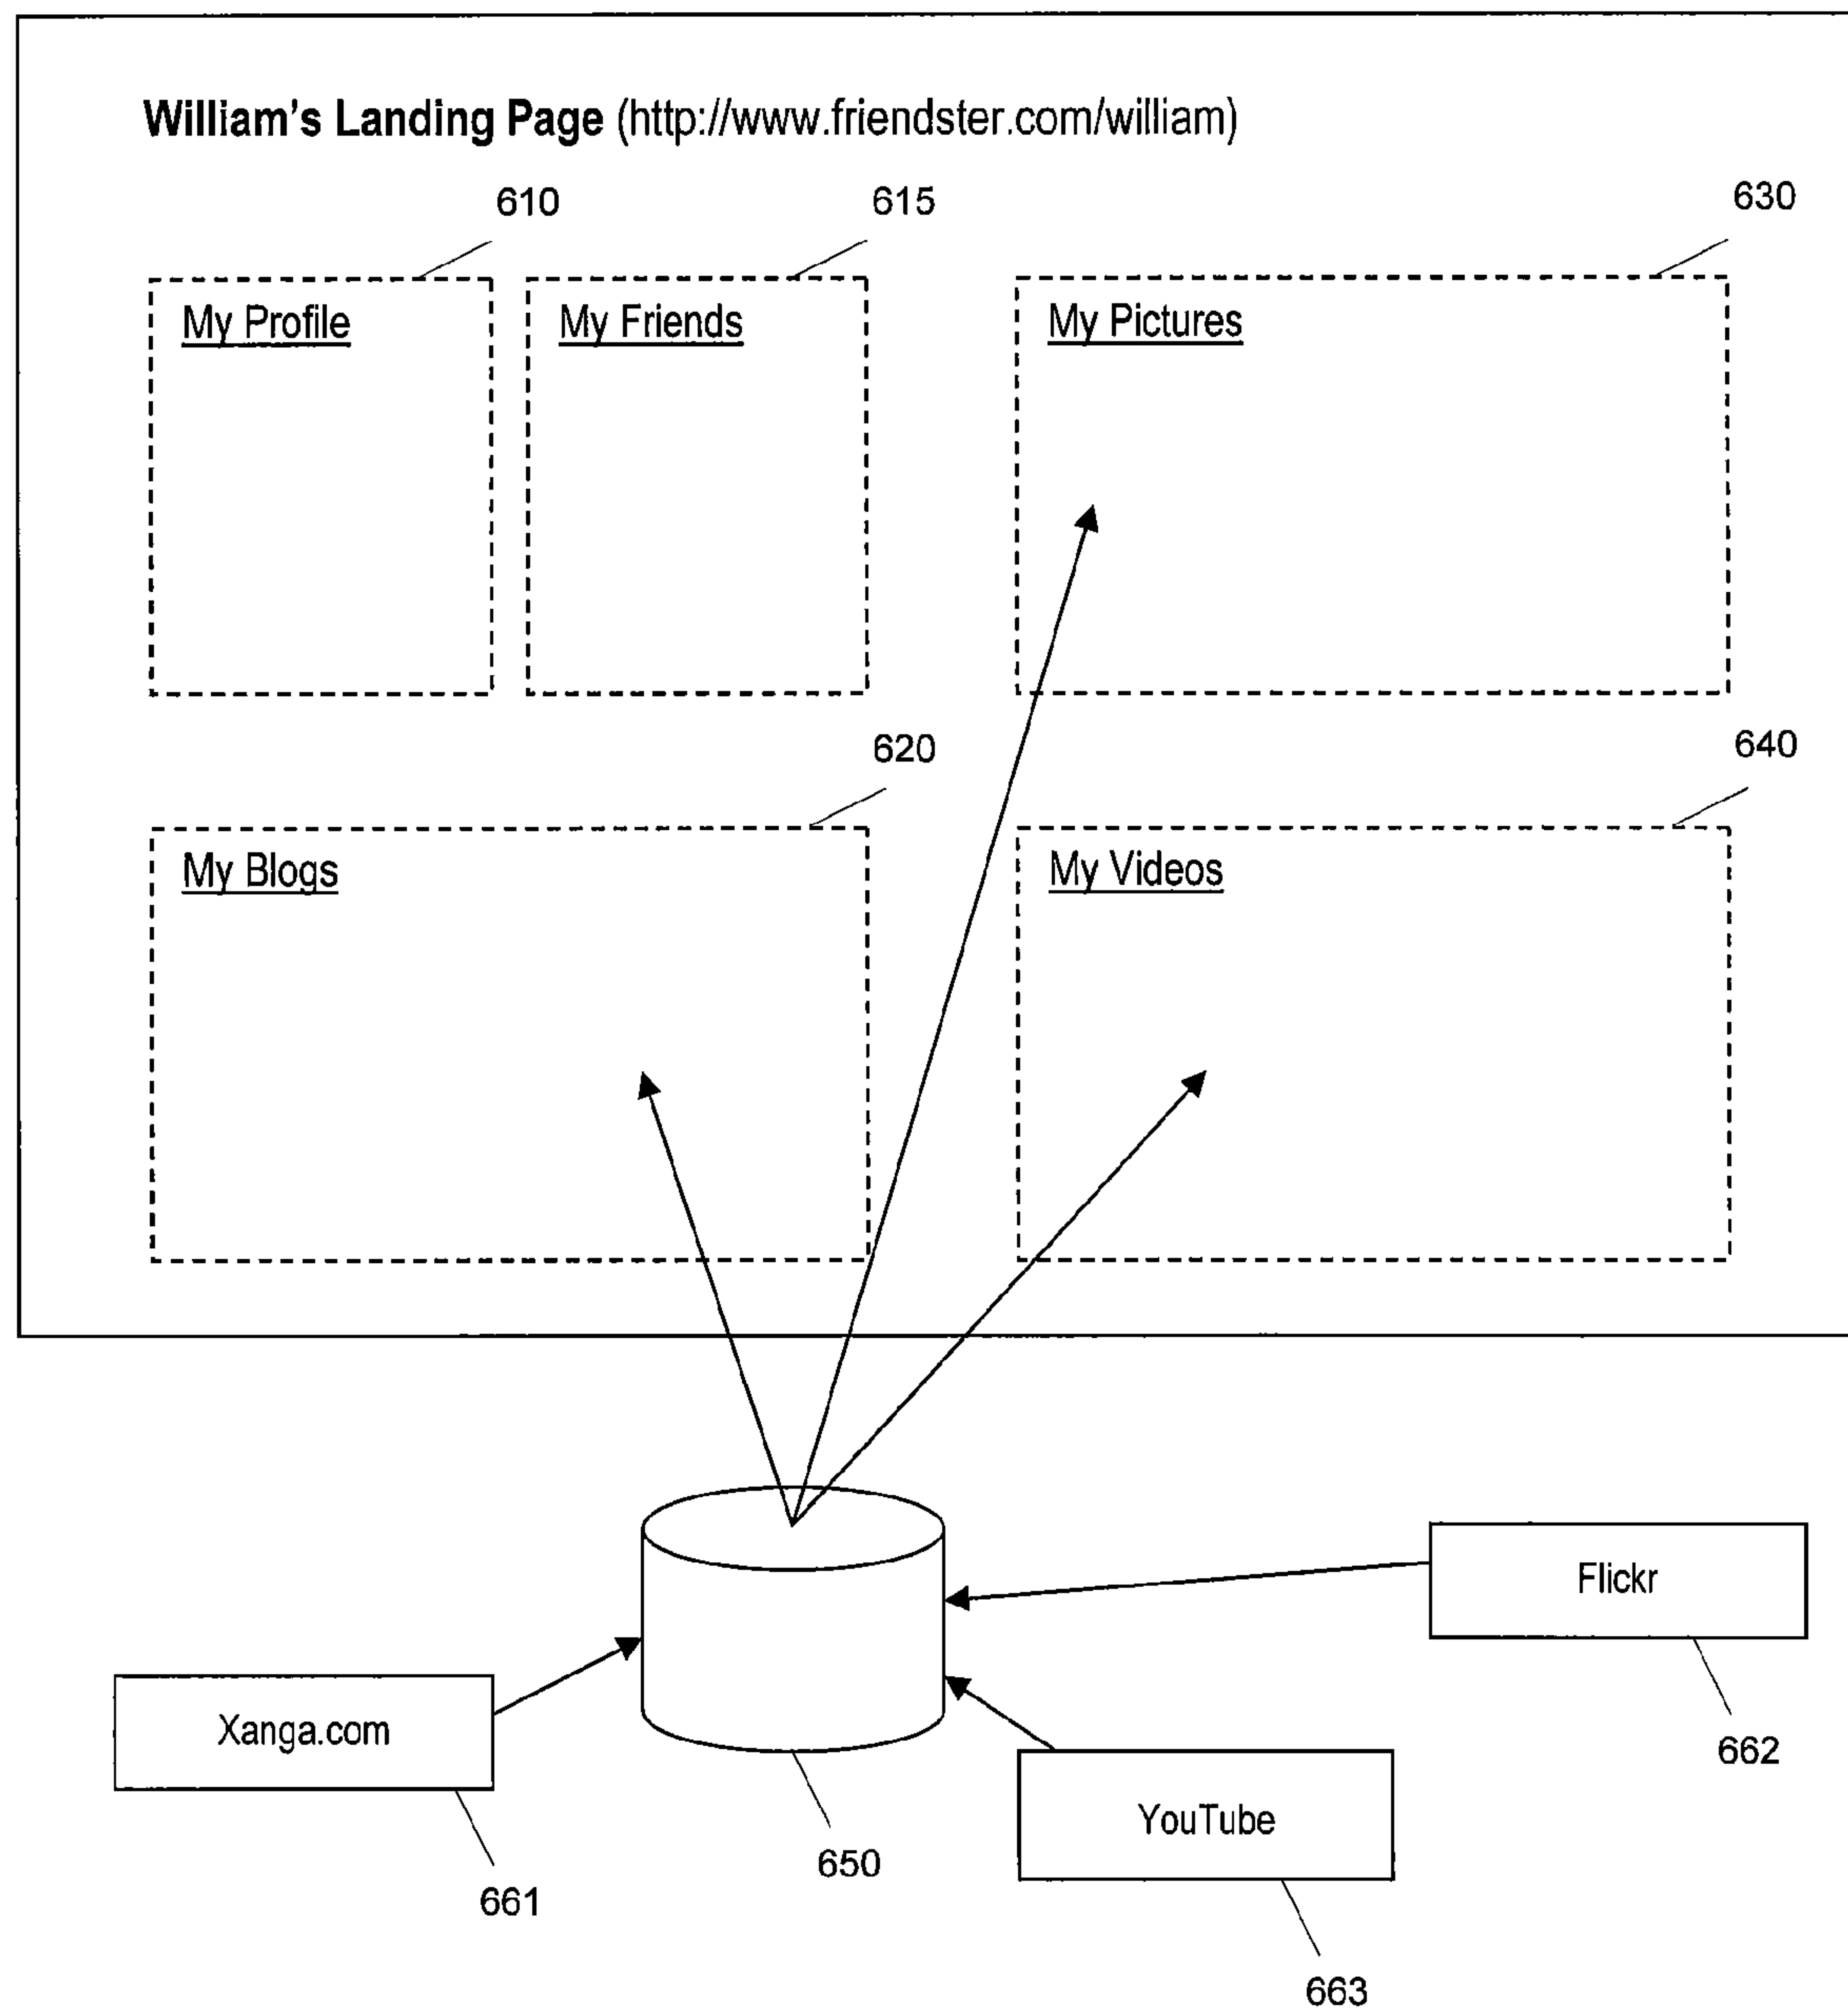 William's Landing Page (http://www.friendster.com/william)
610
615
630
My Profile
My Friends
My Pictures
620
640
My Blogs
My Videos
Flickr
Xanga.com
662
YouTube
650
661
663